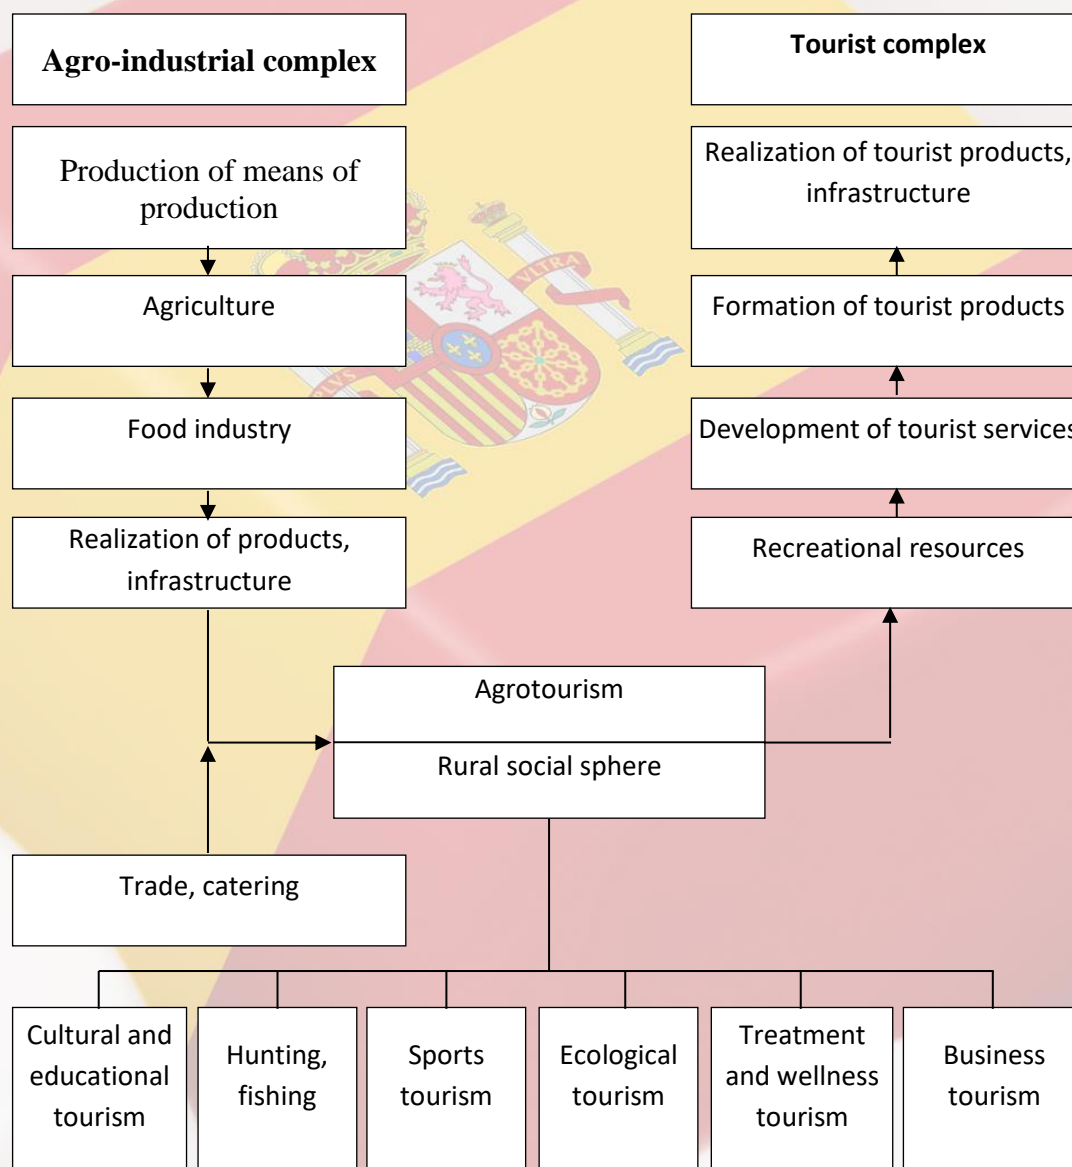 Agro-industrial complex
Tourist complex
Production of means of
production
Realization of tourist products,
infrastructure
Agriculture
Formation of tourist products
Food industry
Development of tourist services
Realization of products,
infrastructure
Recreational resources
PLVS
VLTRA
Agrotourism
Rural social sphere
Trade, catering
Cultural and
educational
tourism
Hunting,
fishing
Sports
tourism
Ecological
tourism
Treatment
and wellness
tourism
Business
tourism